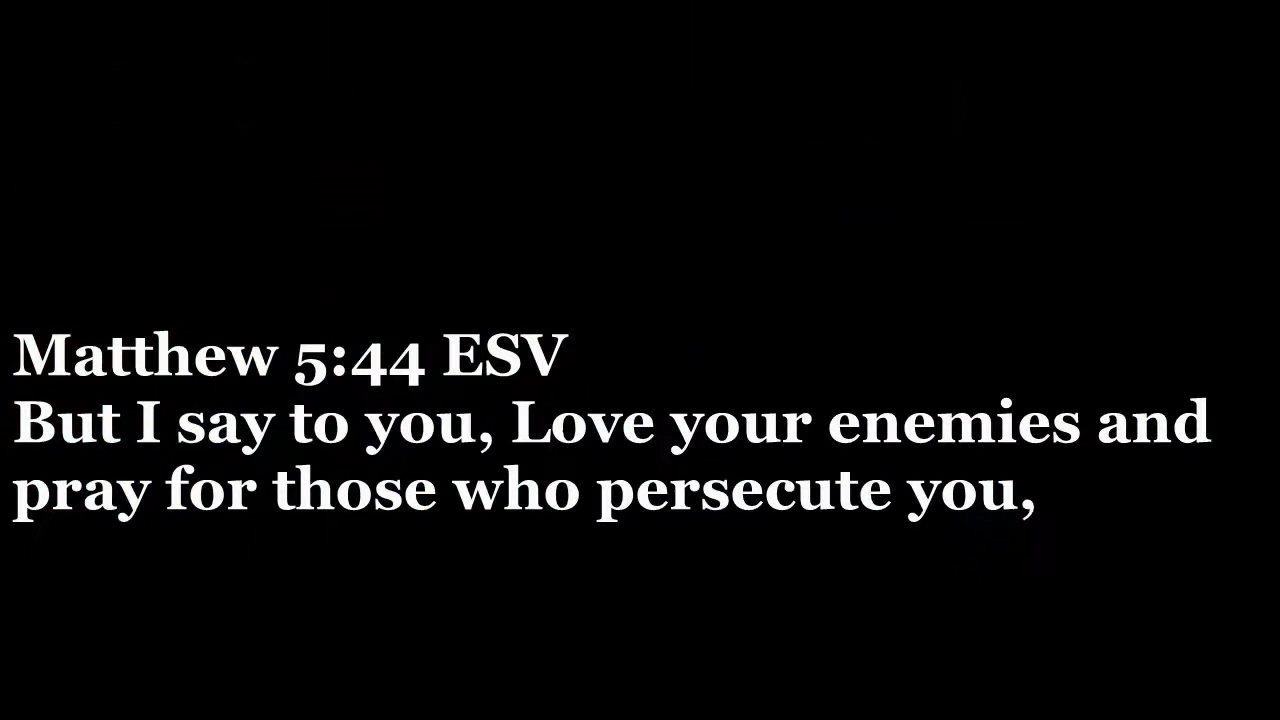 Matthew 5:44 ESV
But I say to you, Love your enemies and
pray for those who persecute you,